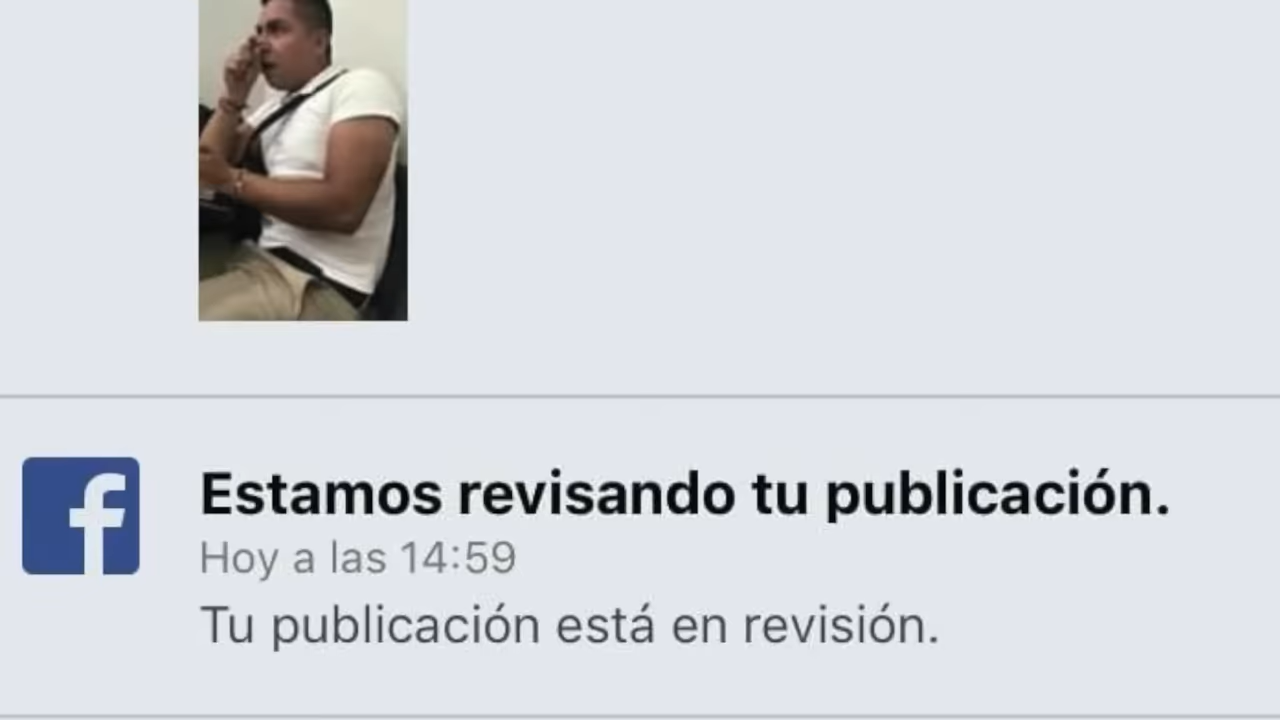 Estamos revisando tu publicación.
Hoy a las 14:59
Tu publicación está en revisión.